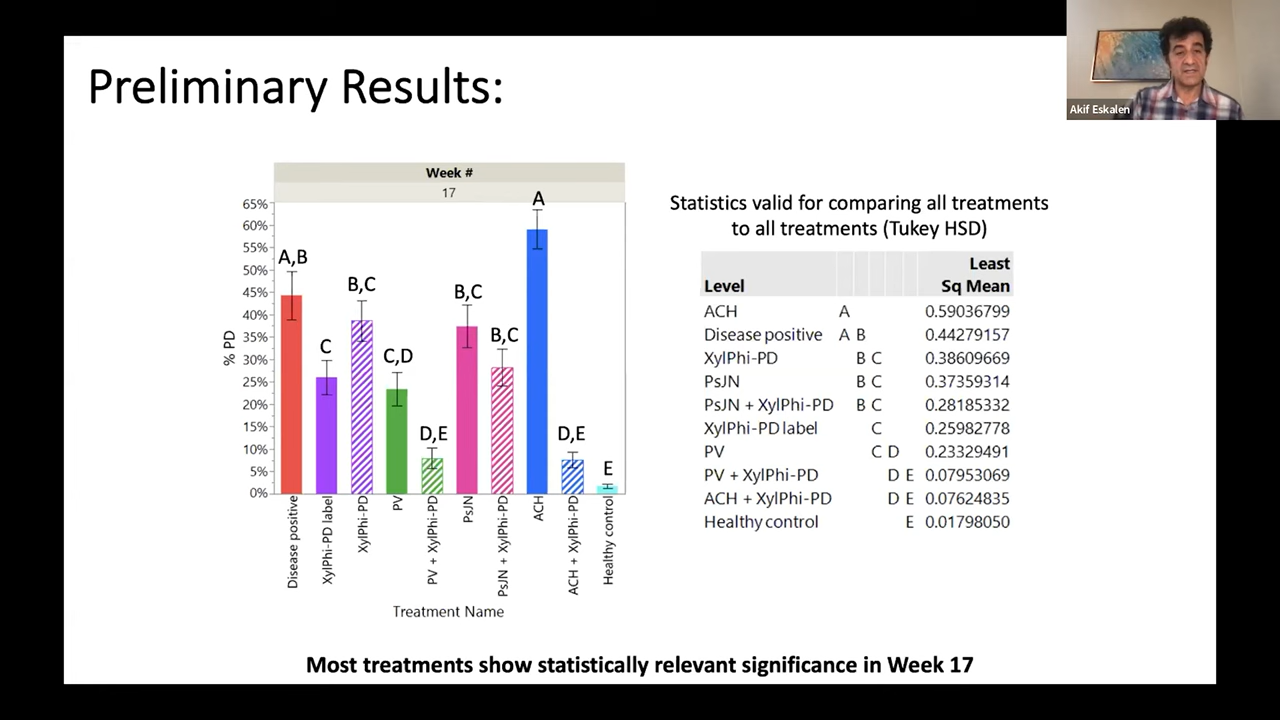 Preliminary Results:
Akif Eskalen
Week #
17
65%
60%
55%
50%
45%
40%
35%
30%
25%
20%
15%
10%
5%
0%
% PD
A,B
C
B,C
C,D
D,E
B,C
B,C
A
D,E
E
Disease positive
XylPhi-PD label
XylPhi-PD
PV
PV + XylPhi-PD
PsJN
PsJN + XylPhi-PD
ACH
ACH + XylPhi-PD
Healthy control
Treatment Name
Statistics valid for comparing all treatments
to all treatments (Tukey HSD)
Least
Level Sq Mean
ACH A 0.59036799
Disease positive A B 0.44279157
XylPhi-PD B C 0.38609669
PsJN B C 0.37359314
PsJN + XylPhi-PD B C 0.28185332
XylPhi-PD label C 0.25982778
PV C D 0.23329491
PV + XylPhi-PD D E 0.07953069
ACH + XylPhi-PD D E 0.07624835
Healthy control E 0.01798050
Most treatments show statistically relevant significance in Week 17